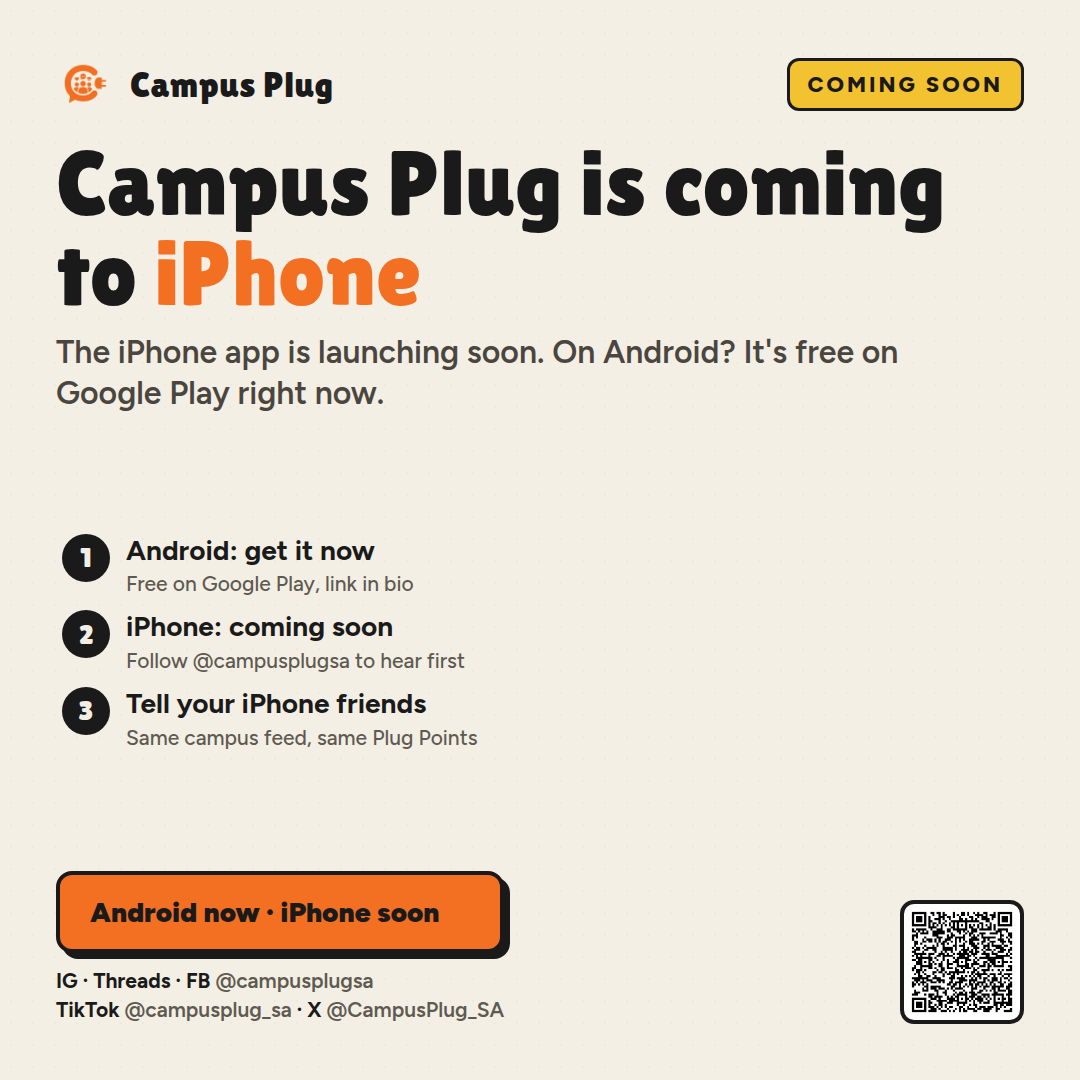 Campus Plug
COMING SOON
Campus Plug is coming
to iPhone
The iPhone app is launching soon. On Android? It's free on
Google Play right now.
1
Android: get it now
Free on Google Play, link in bio
2
iPhone: coming soon
Follow @campusplugsa to hear first
3
Tell your iPhone friends
Same campus feed, same Plug Points
Android now · iPhone soon
IG · Threads · FB @campusplugsa
TikTok @campusplug_sa · X @CampusPlug_SA